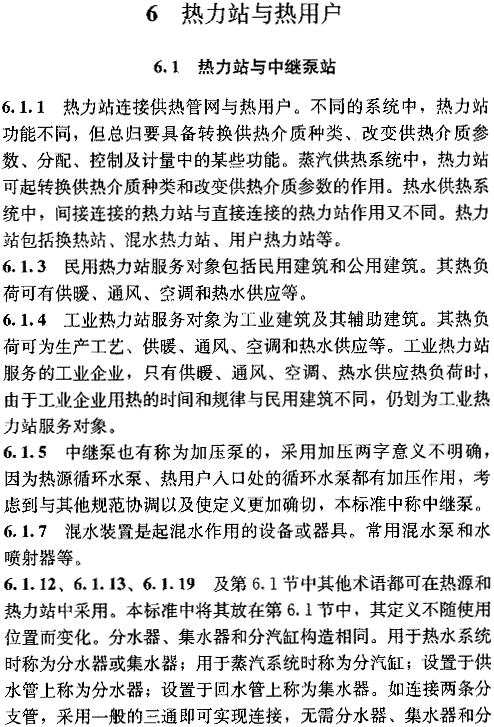 6 热力站与热用户
6.1 热力站与中继泵站
6.1.1 热力站连接供热管网与热用户。不同的系统中，热力站
功能不同，但总归要具备转换供热介质种类、改变供热介质参
数、分配、控制及计量中的某些功能。蒸汽供热系统中，热力站
可起转换供热介质种类和改变供热介质参数的作用。热水供热系
统中，间接连接的热力站与直接连接的热力站作用又不同。热力
站包括换热站、混水热力站、用户热力站等。
6.1.3 民用热力站服务对象包括民用建筑和公用建筑。其热负
荷可有供暖、通风、空调和热水供应等。
6.1.4 工业热力站服务对象为工业建筑及其辅助建筑。其热负
荷可为生产工艺、供暖、通风、空调和热水供应等。工业热力站
服务的工业企业，只有供暖、通风、空调、热水供应热负荷时，
由于工业企业用热的时间和规律与民用建筑不同，仍划为工业热
力站服务对象。
6.1.5 中继泵也有称为加压泵的，采用加压两字意义不明确，
因为热源循环水泵、热用户入口处的循环水泵都有加压作用，考
虑到与其他规范协调以及使定义更加确切，本标准中称中继泵。
6.1.7 混水装置是起混水作用的设备或器具。常用混水泵和水
喷射器等。
6.1.12、6.1.13、6.1.19 及第6.1节中其他术语都可在热源和
热力站中采用。本标准中将其放在第6.1节中，其定义不随使用
位置而变化。分水器、集水器和分汽缸构造相同。用于热水系统
时称为分水器或集水器；用于蒸汽系统时称为分汽缸；设置于供
水管上称为分水器；设置于回水管上称为集水器。如连接两条分
支管，采用一般的三通即可实现连接，无需分水器、集水器和分